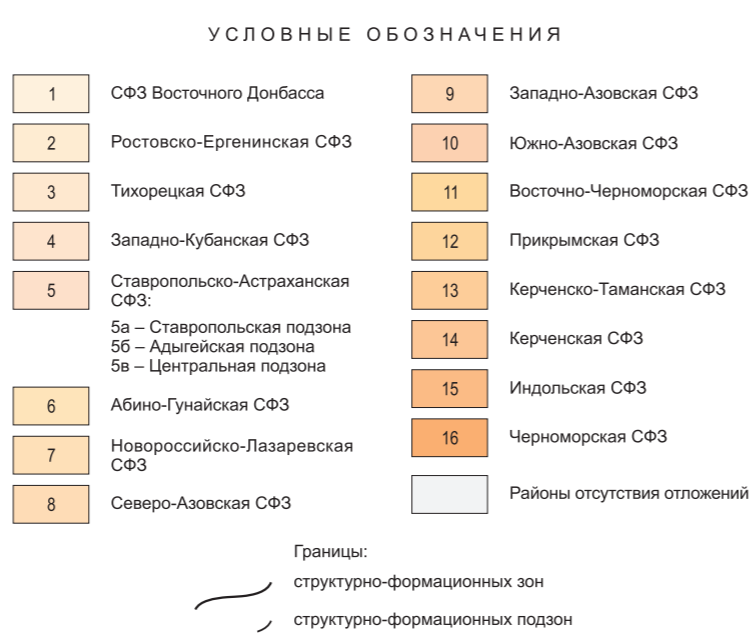 УСЛОВНЫЕ ОБОЗНАЧЕНИЯ
1 СФЗ Восточного Донбасса
2 Ростовско-Ергенинская СФЗ
3 Тихорецкая СФЗ
4 Западно-Кубанская СФЗ
5 Ставропольско-Астраханская
СФЗ:
5а – Ставропольская подзона
5б – Адыгейская подзона
5в – Центральная подзона
6 Абино-Гунайская СФЗ
7 Новороссийско-Лазаревская
СФЗ
8 Северо-Азовская СФЗ
9 Западно-Азовская СФЗ
10 Южно-Азовская СФЗ
11 Восточно-Черноморская СФЗ
12 Прикрымская СФЗ
13 Керченско-Таманская СФЗ
14 Керченская СФЗ
15 Индольская СФЗ
16 Черноморская СФЗ
Районы отсутствия отложений
Границы:
структурно-формационных зон
структурно-формационных подзон